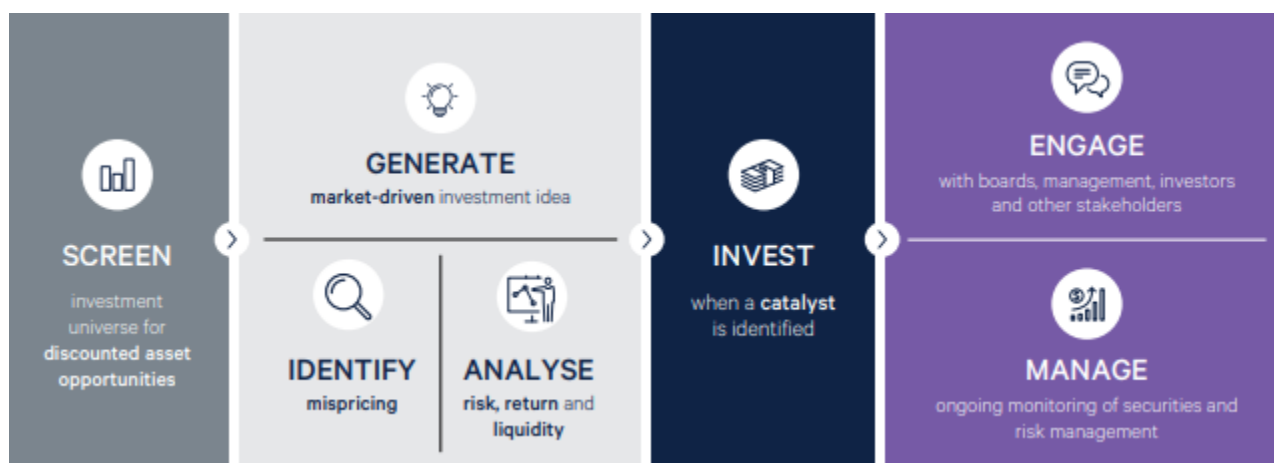 SCREEN
investment
universe for
discounted asset
opportunities
GENERATE
market-driven investment idea
IDENTIFY
mispricing
ANALYSE
risk, return and
liquidity
INVEST
when a catalyst
is identified
ENGAGE
with boards, management, investors
and other stakeholders
MANAGE
ongoing monitoring of securities and
risk management